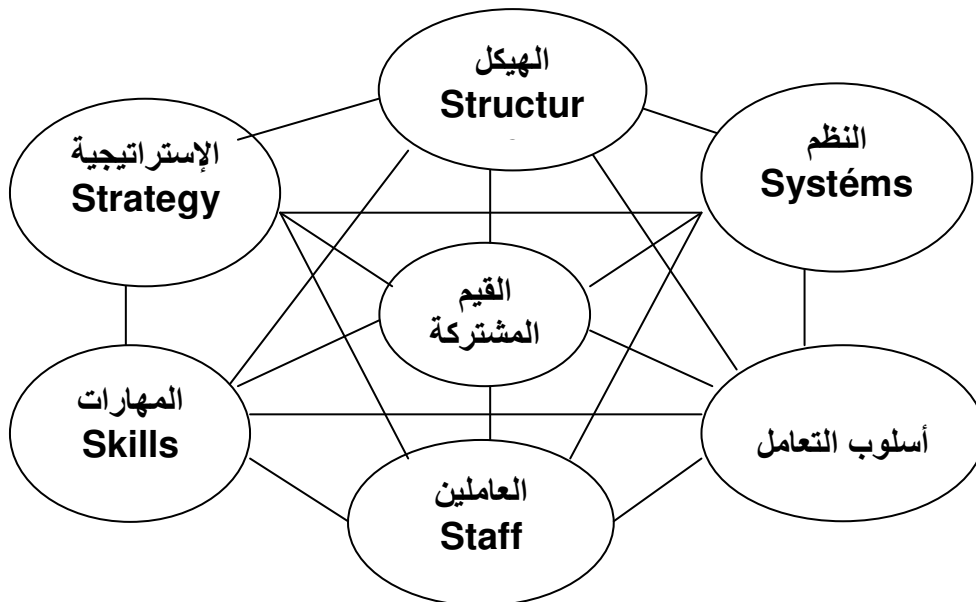 الهيكل
Structur
الإستراتيجية
Strategy
النظم
Systéms
القيم
المشتركة
المهارات
Skills
أسلوب التعامل
العاملين
Staff